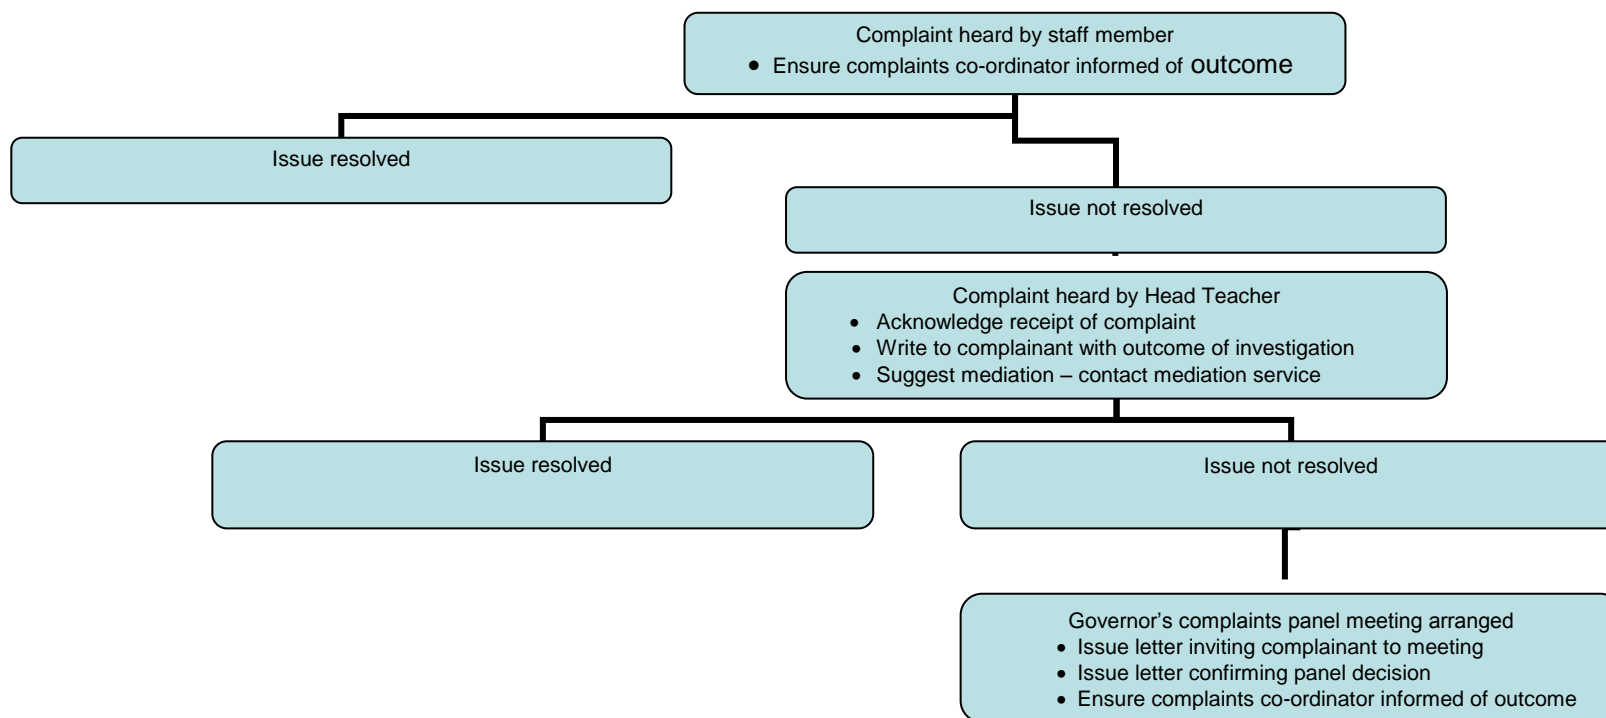 Complaint heard by staff member
• Ensure complaints co-ordinator informed of outcome
Issue resolved
Issue not resolved
Complaint heard by Head Teacher
• Acknowledge receipt of complaint
• Write to complainant with outcome of investigation
• Suggest mediation – contact mediation service
Issue resolved
Issue not resolved
Governor’s complaints panel meeting arranged
• Issue letter inviting complainant to meeting
• Issue letter confirming panel decision
• Ensure complaints co-ordinator informed of outcome